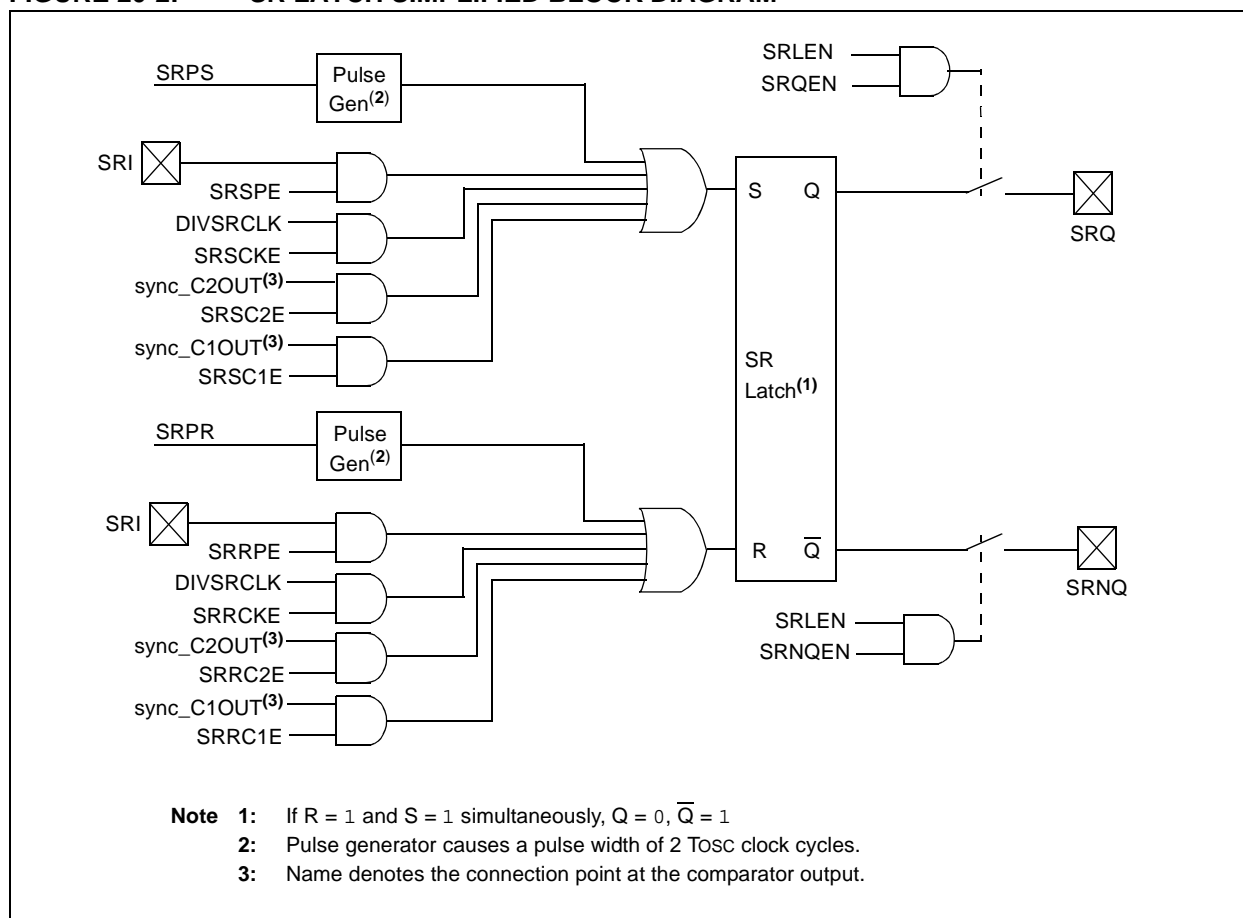 SRPS
Pulse
Gen(2)
SRI
SRSPE
DIVSRCLK
SRSCKE
sync_C2OUT(3)
SRSC2E
sync_C1OUT(3)
SRSC1E
SRPR
Pulse
Gen(2)
SRI
SRRPE
DIVSRCLK
SRRCKE
sync_C2OUT(3)
SRRC2E
sync_C1OUT(3)
SRRC1E
S Q
SR
Latch(1)
R Q̅
SRLEN
SRQEN
SRQ
SRNQ
SRLEN
SRNQEN
Note 1: If R = 1 and S = 1 simultaneously, Q = 0, Q̅ = 1
2: Pulse generator causes a pulse width of 2 TOSC clock cycles.
3: Name denotes the connection point at the comparator output.